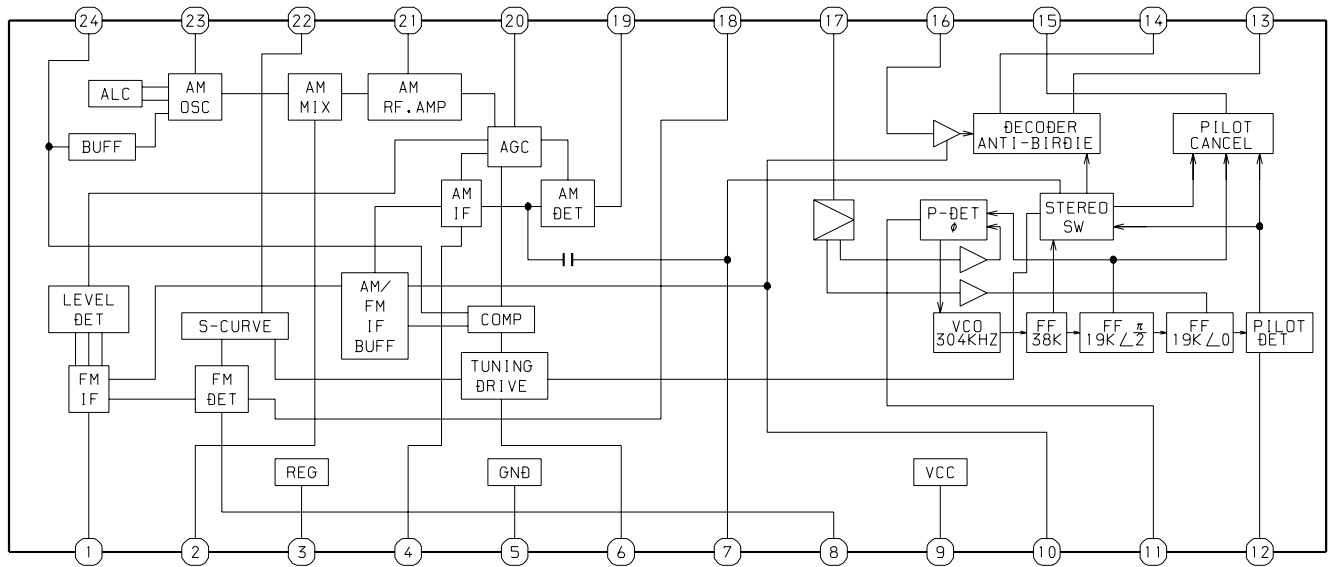 24 23 22 21 20 19 18 17 16 15 14 13
ALC
AM
OSC
AM
MIX
AM
RF.AMP
BUFF
AGC
DECODER
ANTI-BIRDIE
PILOT
CANCEL
AM
IF
AM
DET
P-DET
φ
STEREO
SW
LEVEL
DET
S-CURVE
AM/
FM
IF
BUFF
COMP
VCO
304KHZ
FF
38K
FF
19K∠π/2
FF
19K∠0
PILOT
DET
FM
IF
FM
DET
TUNING
DRIVE
REG
GND
VCC
1 2 3 4 5 6 7 8 9 10 11 12